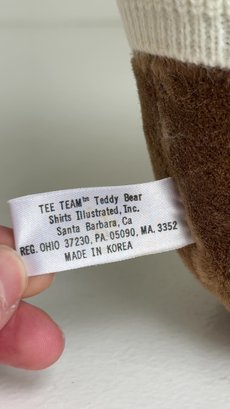 TEE TEAM™ Teddy Bear
Shirts Illustrated, Inc.
Santa Barbara, Ca
REG. OHIO 37230, PA. 05090, MA. 3352
MADE IN KOREA